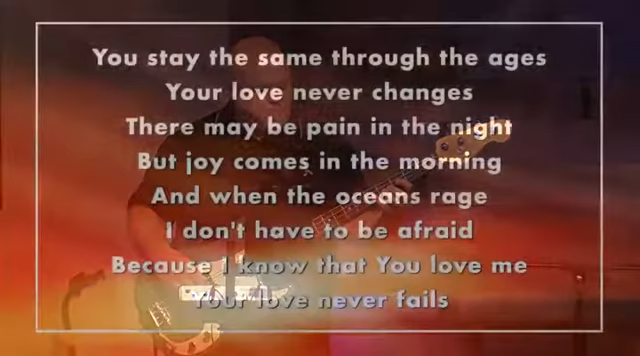 You stay the same through the ages
Your love never changes
There may be pain in the night
But joy comes in the morning
And when the oceans rage
I don't have to be afraid
Because I know that You love me
Your love never fails